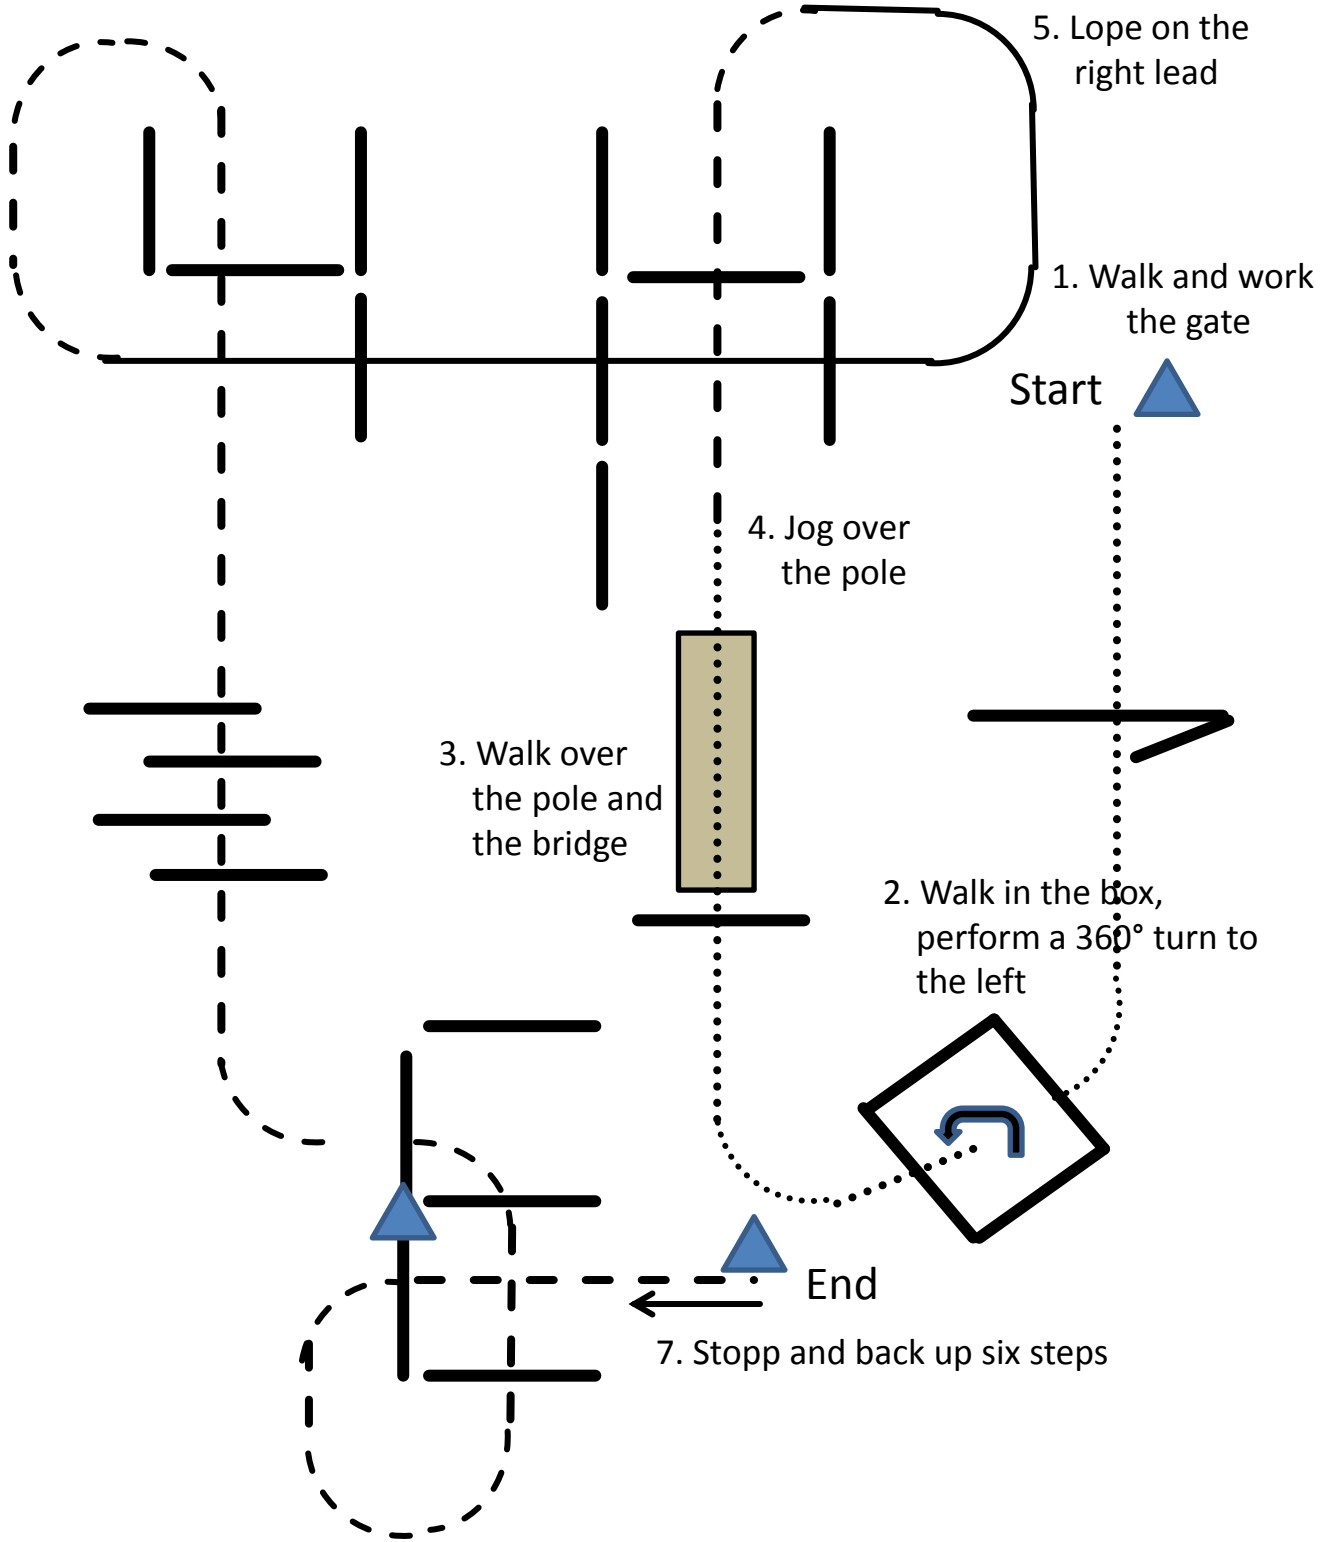 5. Lope on the
right lead
1. Walk and work
the gate
Start
4. Jog over
the pole
3. Walk over
the pole and
the bridge
2. Walk in the box,
perform a 360° turn to
the left
End
7. Stopp and back up six steps